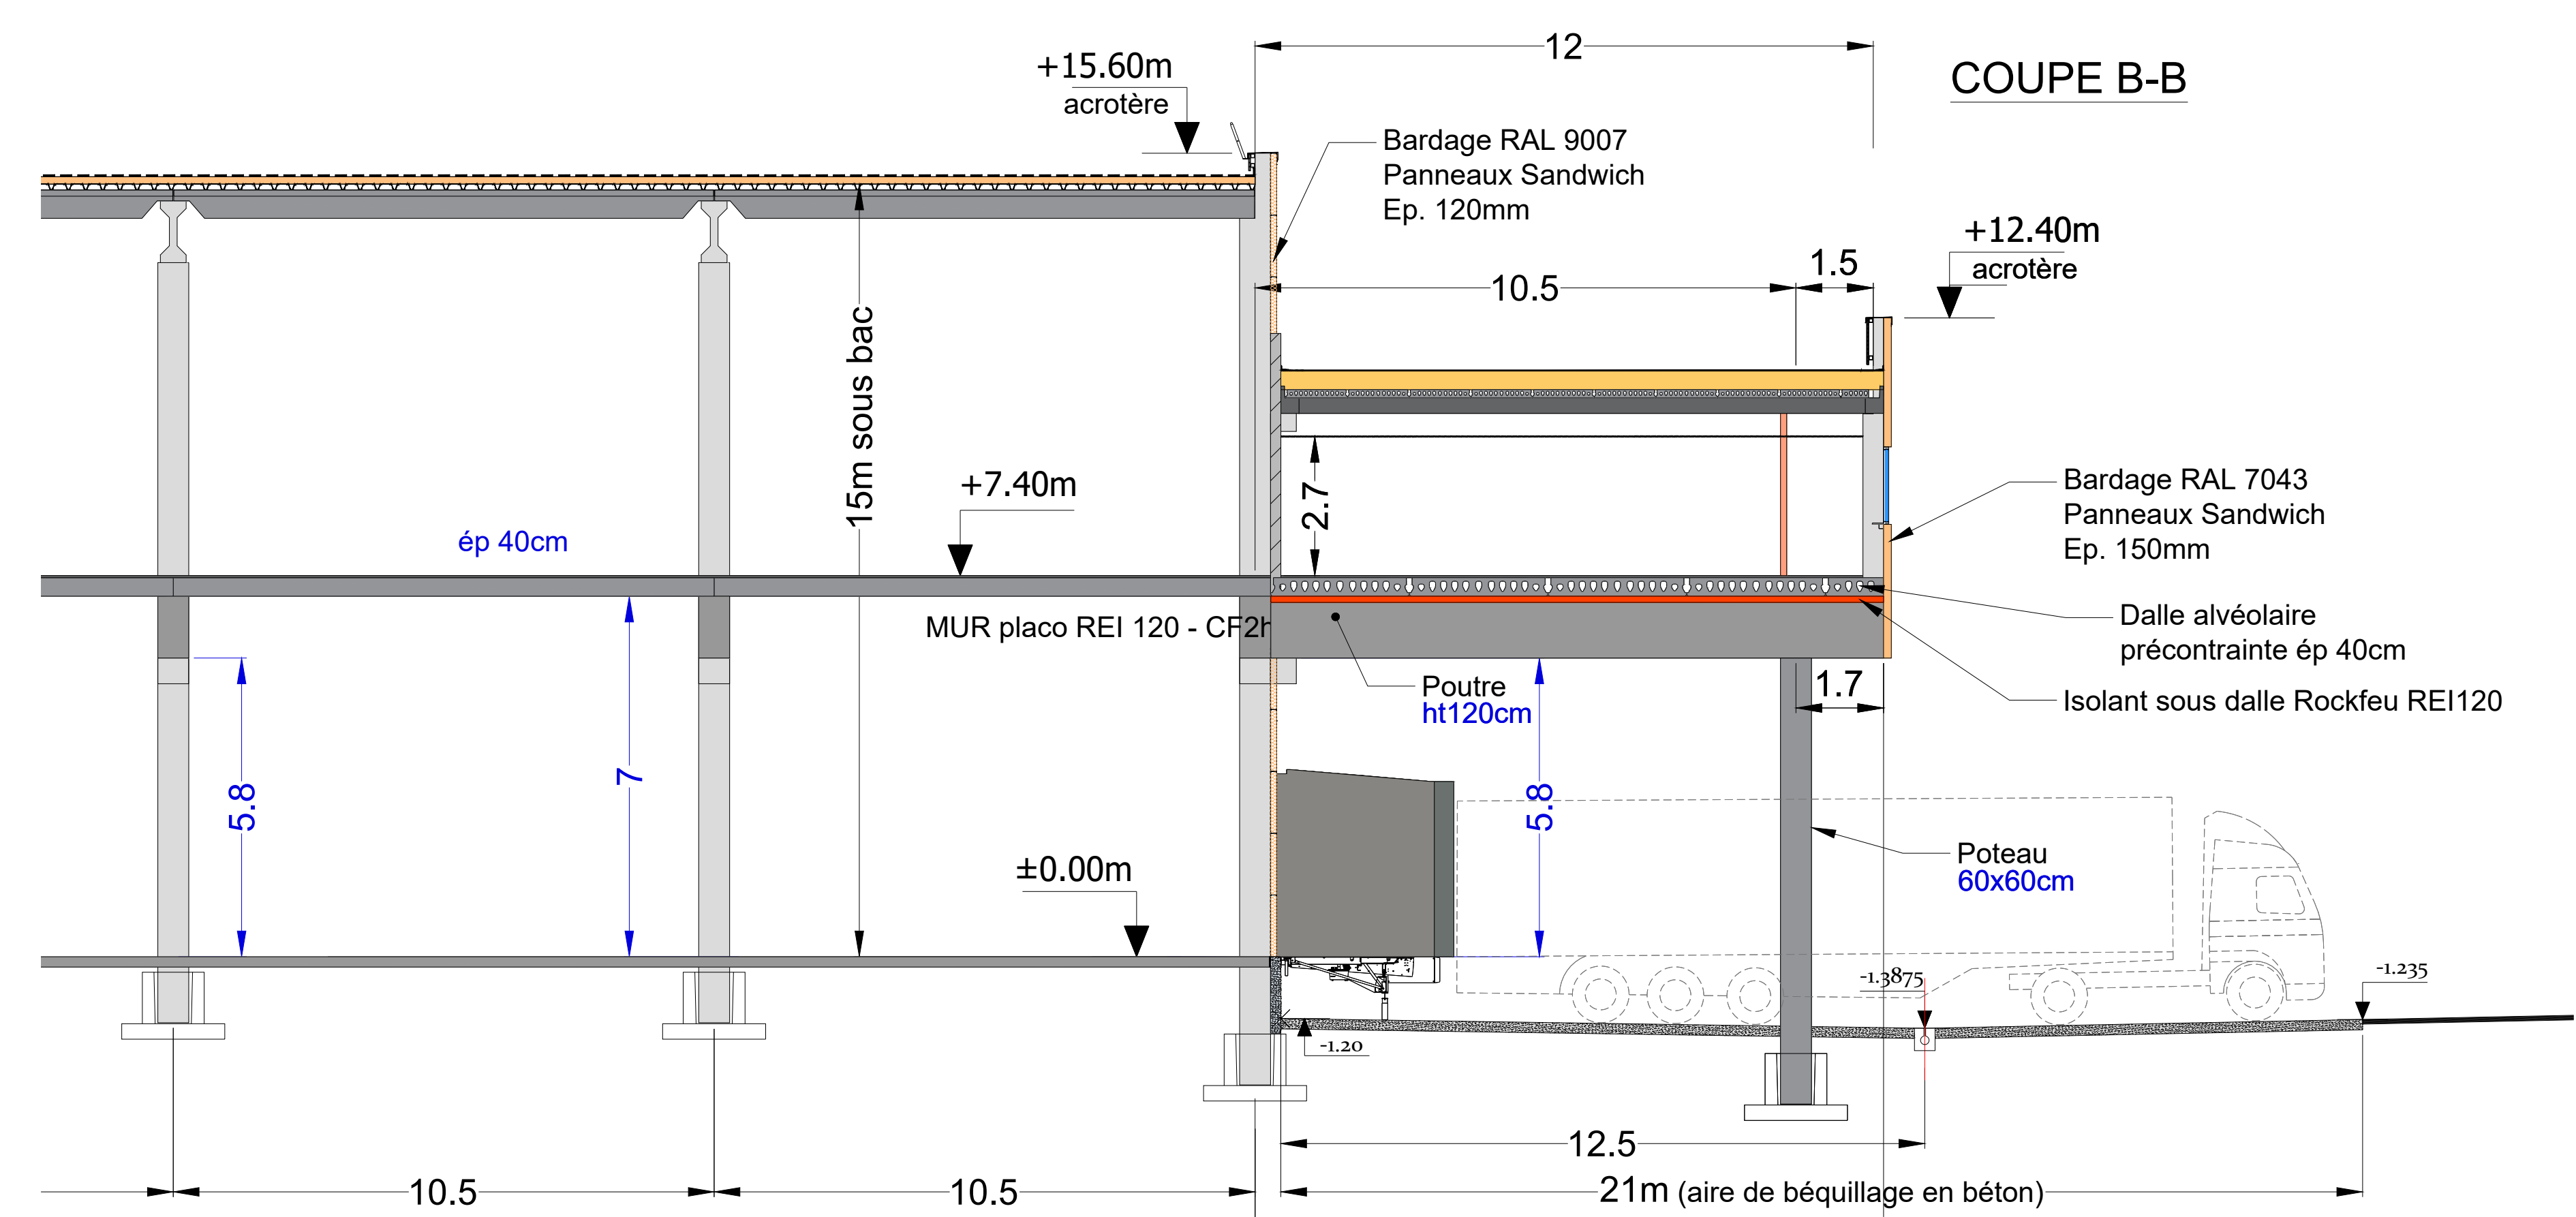 12
COUPE B-B
+15.60m
acrotère
Bardage RAL 9007
Panneaux Sandwich
Ep. 120mm
+12.40m
acrotère
1.5
10.5
15m sous bac
+7.40m
2.7
ép 40cm
Bardage RAL 7043
Panneaux Sandwich
Ep. 150mm
MUR placo REI 120 - CF2h
Dalle alvéolaire
précontrainte ép 40cm
Poutre
ht120cm
1.7
Isolant sous dalle Rockfeu REI120
5.8
7
5.8
±0.00m
Poteau
60x60cm
-1.3875
-1.235
-1.20
12.5
10.5
10.5
21m (aire de béquillage en béton)